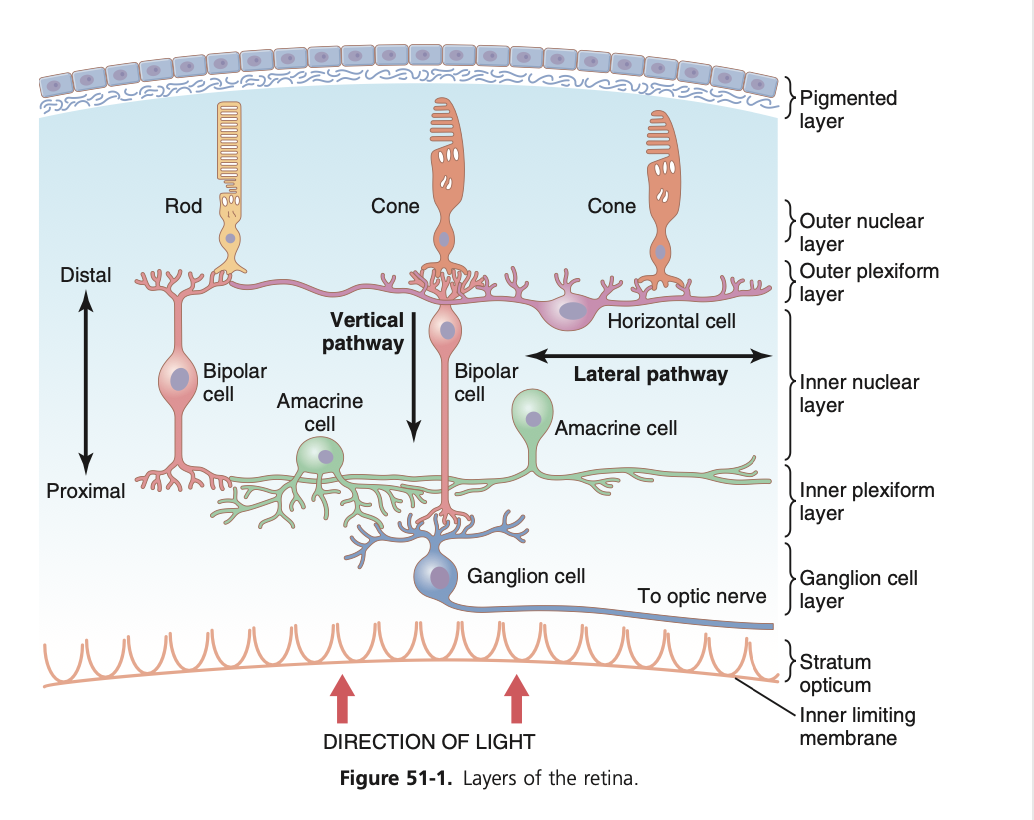 Pigmented
layer
Rod
Cone
Cone
Outer nuclear
layer
Distal
Outer plexiform
layer
Vertical
pathway
Horizontal cell
Bipolar
cell
Bipolar
cell
Lateral pathway
Inner nuclear
layer
Amacrine
cell
Amacrine cell
Proximal
Inner plexiform
layer
Ganglion cell
Ganglion cell
layer
To optic nerve
Stratum
opticum
Inner limiting
membrane
DIRECTION OF LIGHT
Figure 51-1. Layers of the retina.